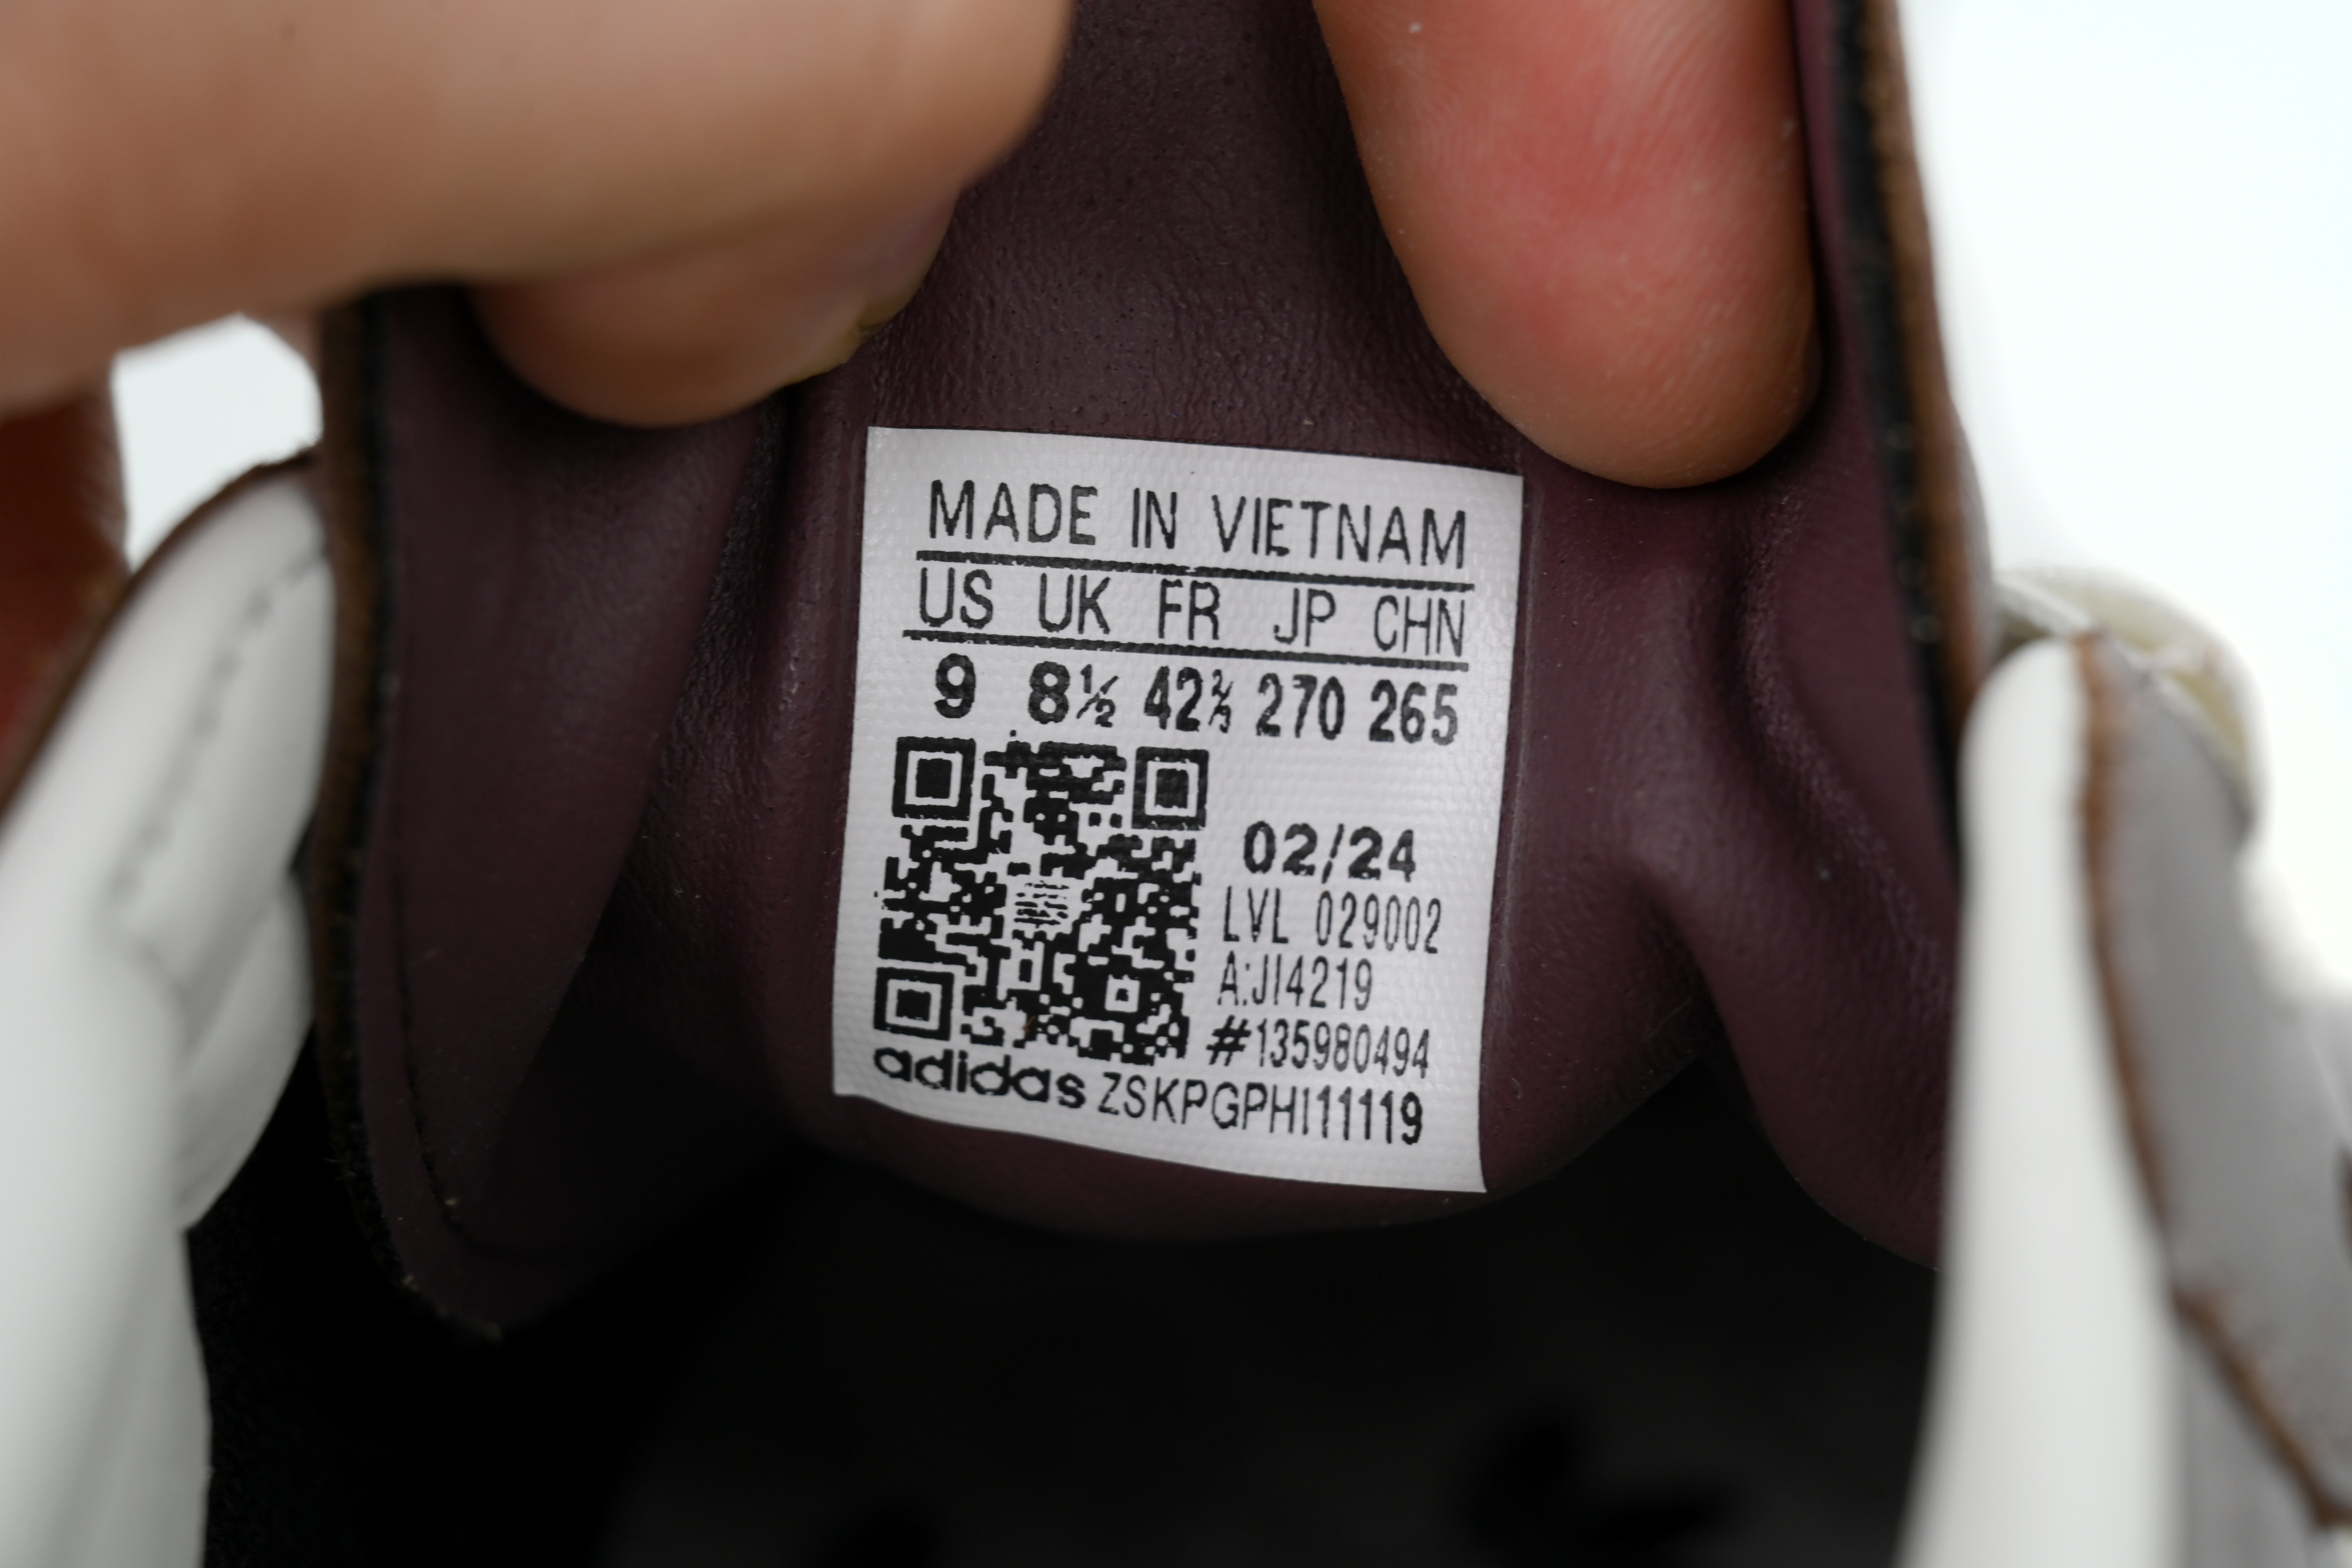 MADE IN VIETNAM
US UK FR JP CHN
9 8½ 42⅔ 270 265
02/24
LVL 029002
A:JI4219
#135980494
adidas ZSKPGPHI11119